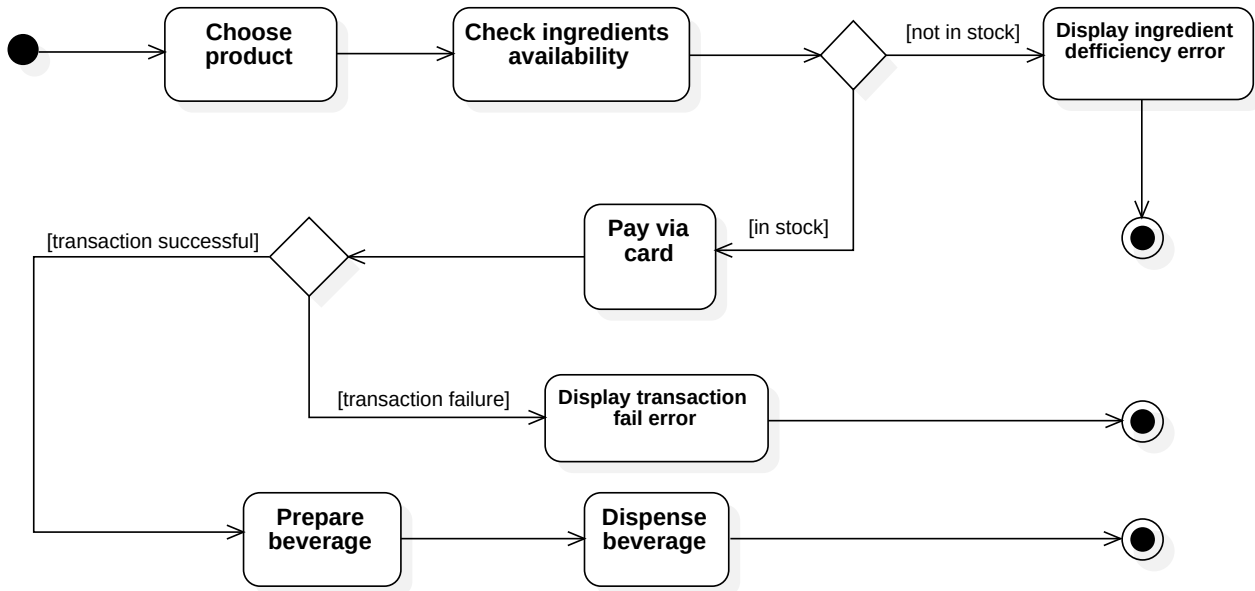 Choose
product
Check ingredients
availability
[not in stock]
Display ingredient
defficiency error
[in stock]
Pay via
card
[transaction successful]
[transaction failure]
Display transaction
fail error
Prepare
beverage
Dispense
beverage